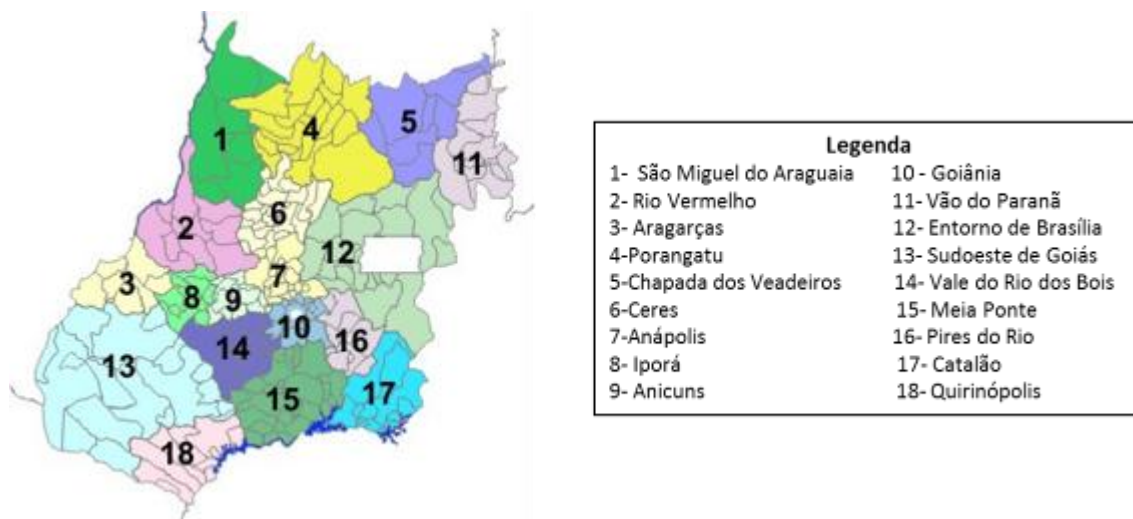 1
4
5
11
6
2
12
7
3
8
9
10
16
14
13
15
17
18
Legenda
1- São Miguel do Araguaia
2- Rio Vermelho
3- Aragarças
4-Porangatu
5-Chapada dos Veadeiros
6-Ceres
7-Anápolis
8- Iporá
9- Anicuns
10 - Goiânia
11- Vão do Paranã
12- Entorno de Brasília
13- Sudoeste de Goiás
14- Vale do Rio dos Bois
15- Meia Ponte
16- Pires do Rio
17- Catalão
18- Quirinópolis